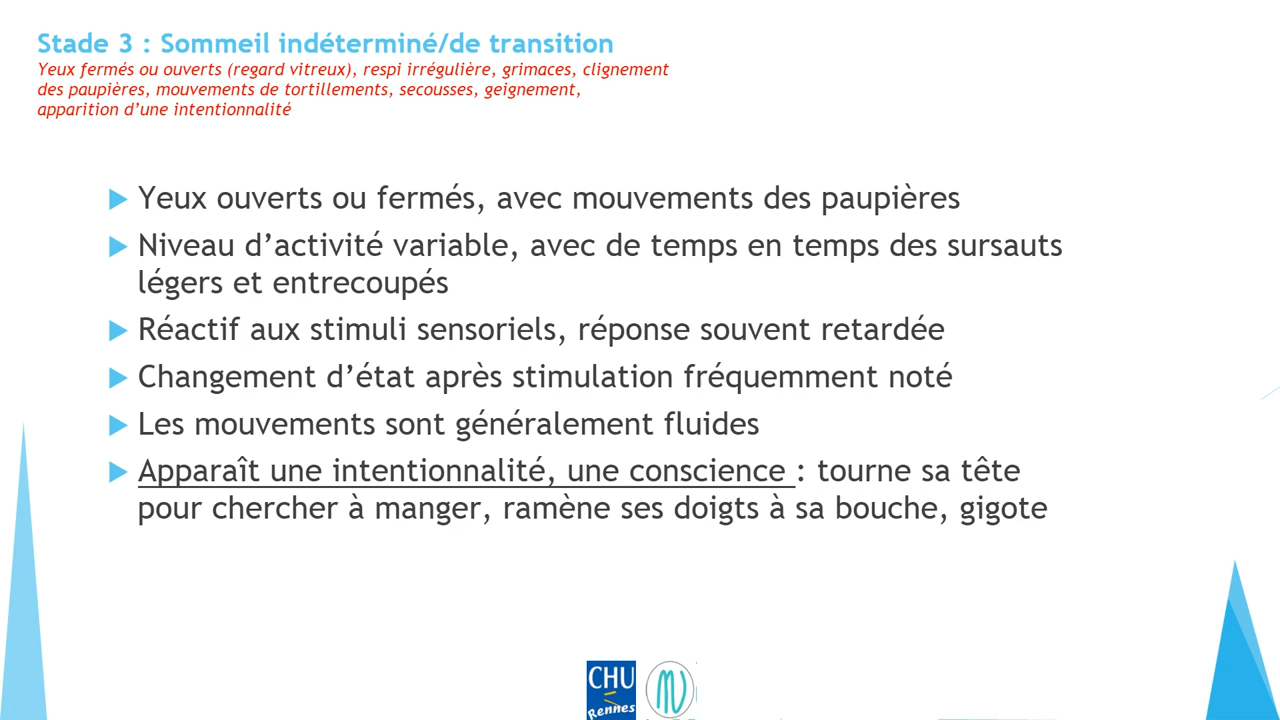 Stade 3 : Sommeil indéterminé/de transition
Yeux fermés ou ouverts (regard vitreux), respi irrégulière, grimaces, clignement
des paupières, mouvements de tortillements, secousses, geignement,
apparition d’une intentionnalité
Yeux ouverts ou fermés, avec mouvements des paupières
Niveau d’activité variable, avec de temps en temps des sursauts
légers et entrecoupés
Réactif aux stimuli sensoriels, réponse souvent retardée
Changement d’état après stimulation fréquemment noté
Les mouvements sont généralement fluides
Apparaît une intentionnalité, une conscience : tourne sa tête
pour chercher à manger, ramène ses doigts à sa bouche, gigote
CHU
Rennes